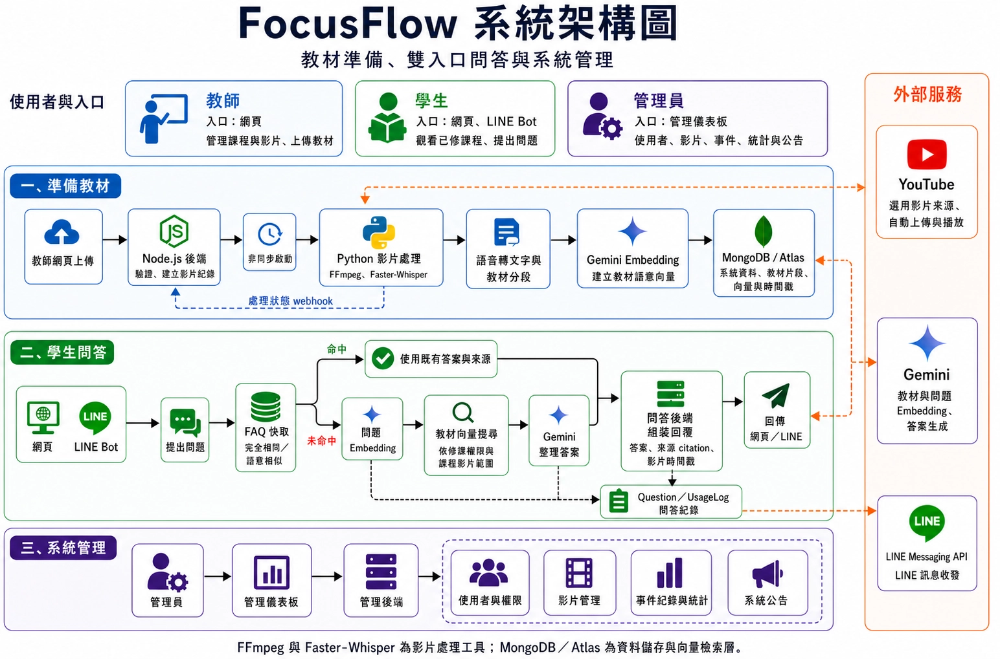 FocusFlow 系統架構圖
教材準備、雙入口問答與系統管理
使用者與入口
教師
入口：網頁
管理課程與影片、上傳教材
學生
入口：網頁、LINE Bot
觀看已修課程、提出問題
管理員
入口：管理儀表板
使用者、影片、事件、統計與公告
外部服務
YouTube
選用影片來源、
自動上傳與播放
Gemini
教材與問題
Embedding、
答案生成
LINE
LINE Messaging API
LINE 訊息收發
一、準備教材
教師網頁上傳
JS
Node.js 後端
驗證、建立影片紀錄
非同步啟動
Python 影片處理
FFmpeg、Faster-Whisper
語音轉文字與
教材分段
Gemini Embedding
建立教材語意向量
MongoDB / Atlas
系統資料、教材片段、
向量與時間戳
處理狀態 webhook
二、學生問答
網頁
LINE
LINE Bot
提出問題
FAQ 快取
完全相同／
語意相似
命中
使用既有答案與來源
未命中
問題
Embedding
教材向量搜尋
依修課權限與
課程影片範圍
Gemini
整理答案
問答後端
組裝回覆
答案、來源 citation、
影片時間戳
回傳
網頁／LINE
Question／UsageLog
問答紀錄
三、系統管理
管理員
管理儀表板
管理後端
使用者與權限
影片管理
事件紀錄與統計
系統公告
FFmpeg 與 Faster-Whisper 為影片處理工具；MongoDB／Atlas 為資料儲存與向量檢索層。